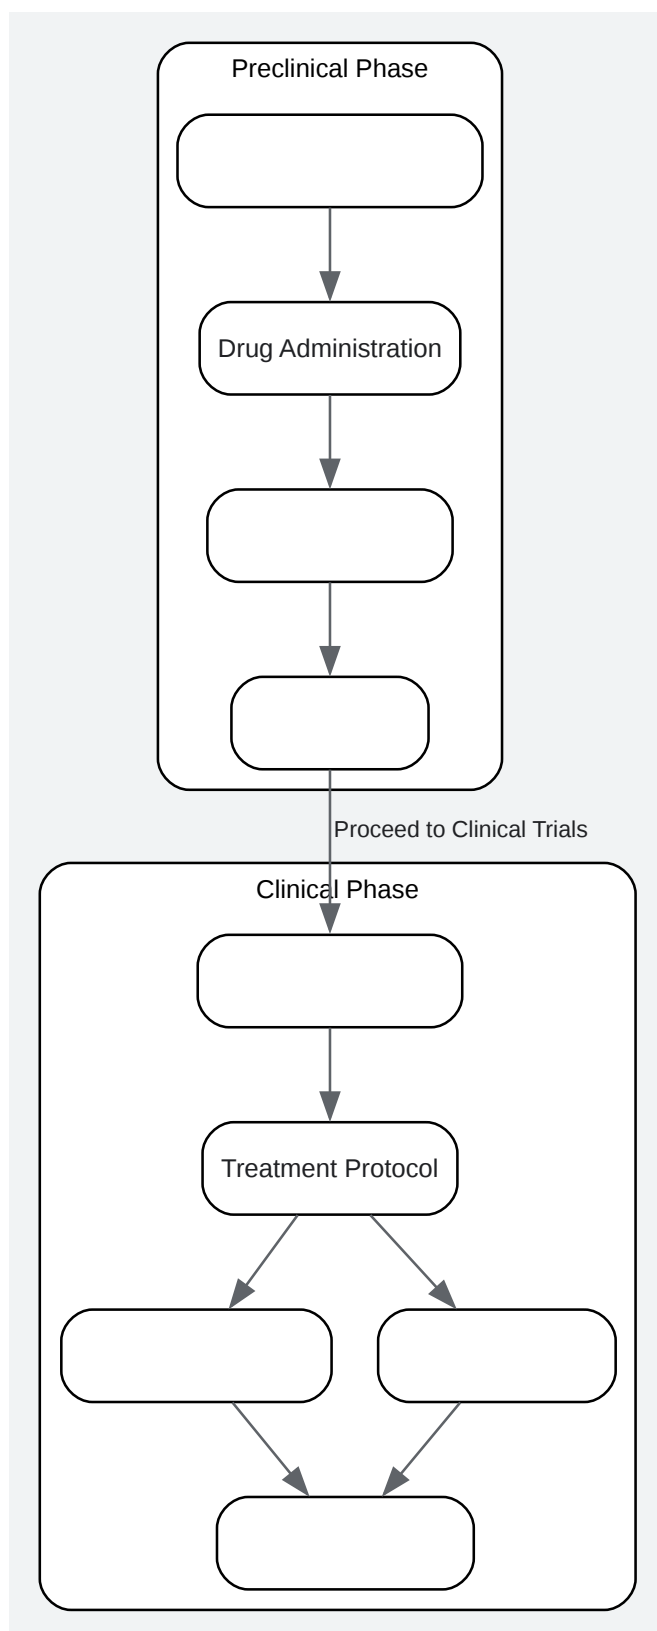 Preclinical Phase
Drug Administration
Proceed to Clinical Trials
Clinical Phase
Treatment Protocol